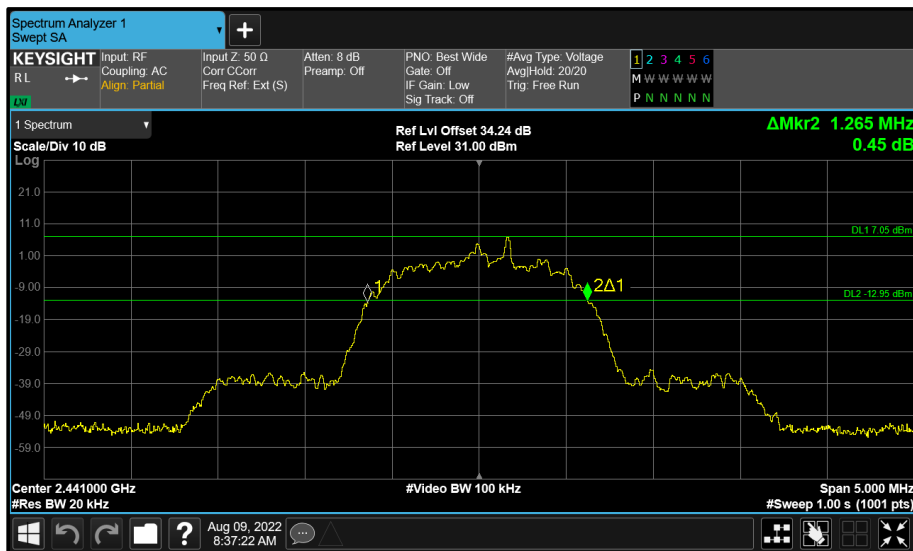 Spectrum Analyzer 1
Swept SA
+
KEYSIGHT
R L
LXI
Input: RF
Coupling: AC
Align: Partial
Input Z: 50 Ω
Corr CCorr
Freq Ref: Ext (S)
Atten: 8 dB
Preamp: Off
PNO: Best Wide
Gate: Off
IF Gain: Low
Sig Track: Off
#Avg Type: Voltage
Avg|Hold: 20/20
Trig: Free Run
1 2 3 4 5 6
M W W W W W
P N N N N N
1 Spectrum
Scale/Div 10 dB
Log
Ref Lvl Offset 34.24 dB
Ref Level 31.00 dBm
ΔMkr2 1.265 MHz
0.45 dB
21.0
11.0
DL1 7.05 dBm
1.00
-9.00
1
2Δ1
DL2 -12.95 dBm
-19.0
-29.0
-39.0
-49.0
-59.0
Center 2.441000 GHz
#Video BW 100 kHz
Span 5.000 MHz
#Res BW 20 kHz
#Sweep 1.00 s (1001 pts)
?
Aug 09, 2022
8:37:22 AM